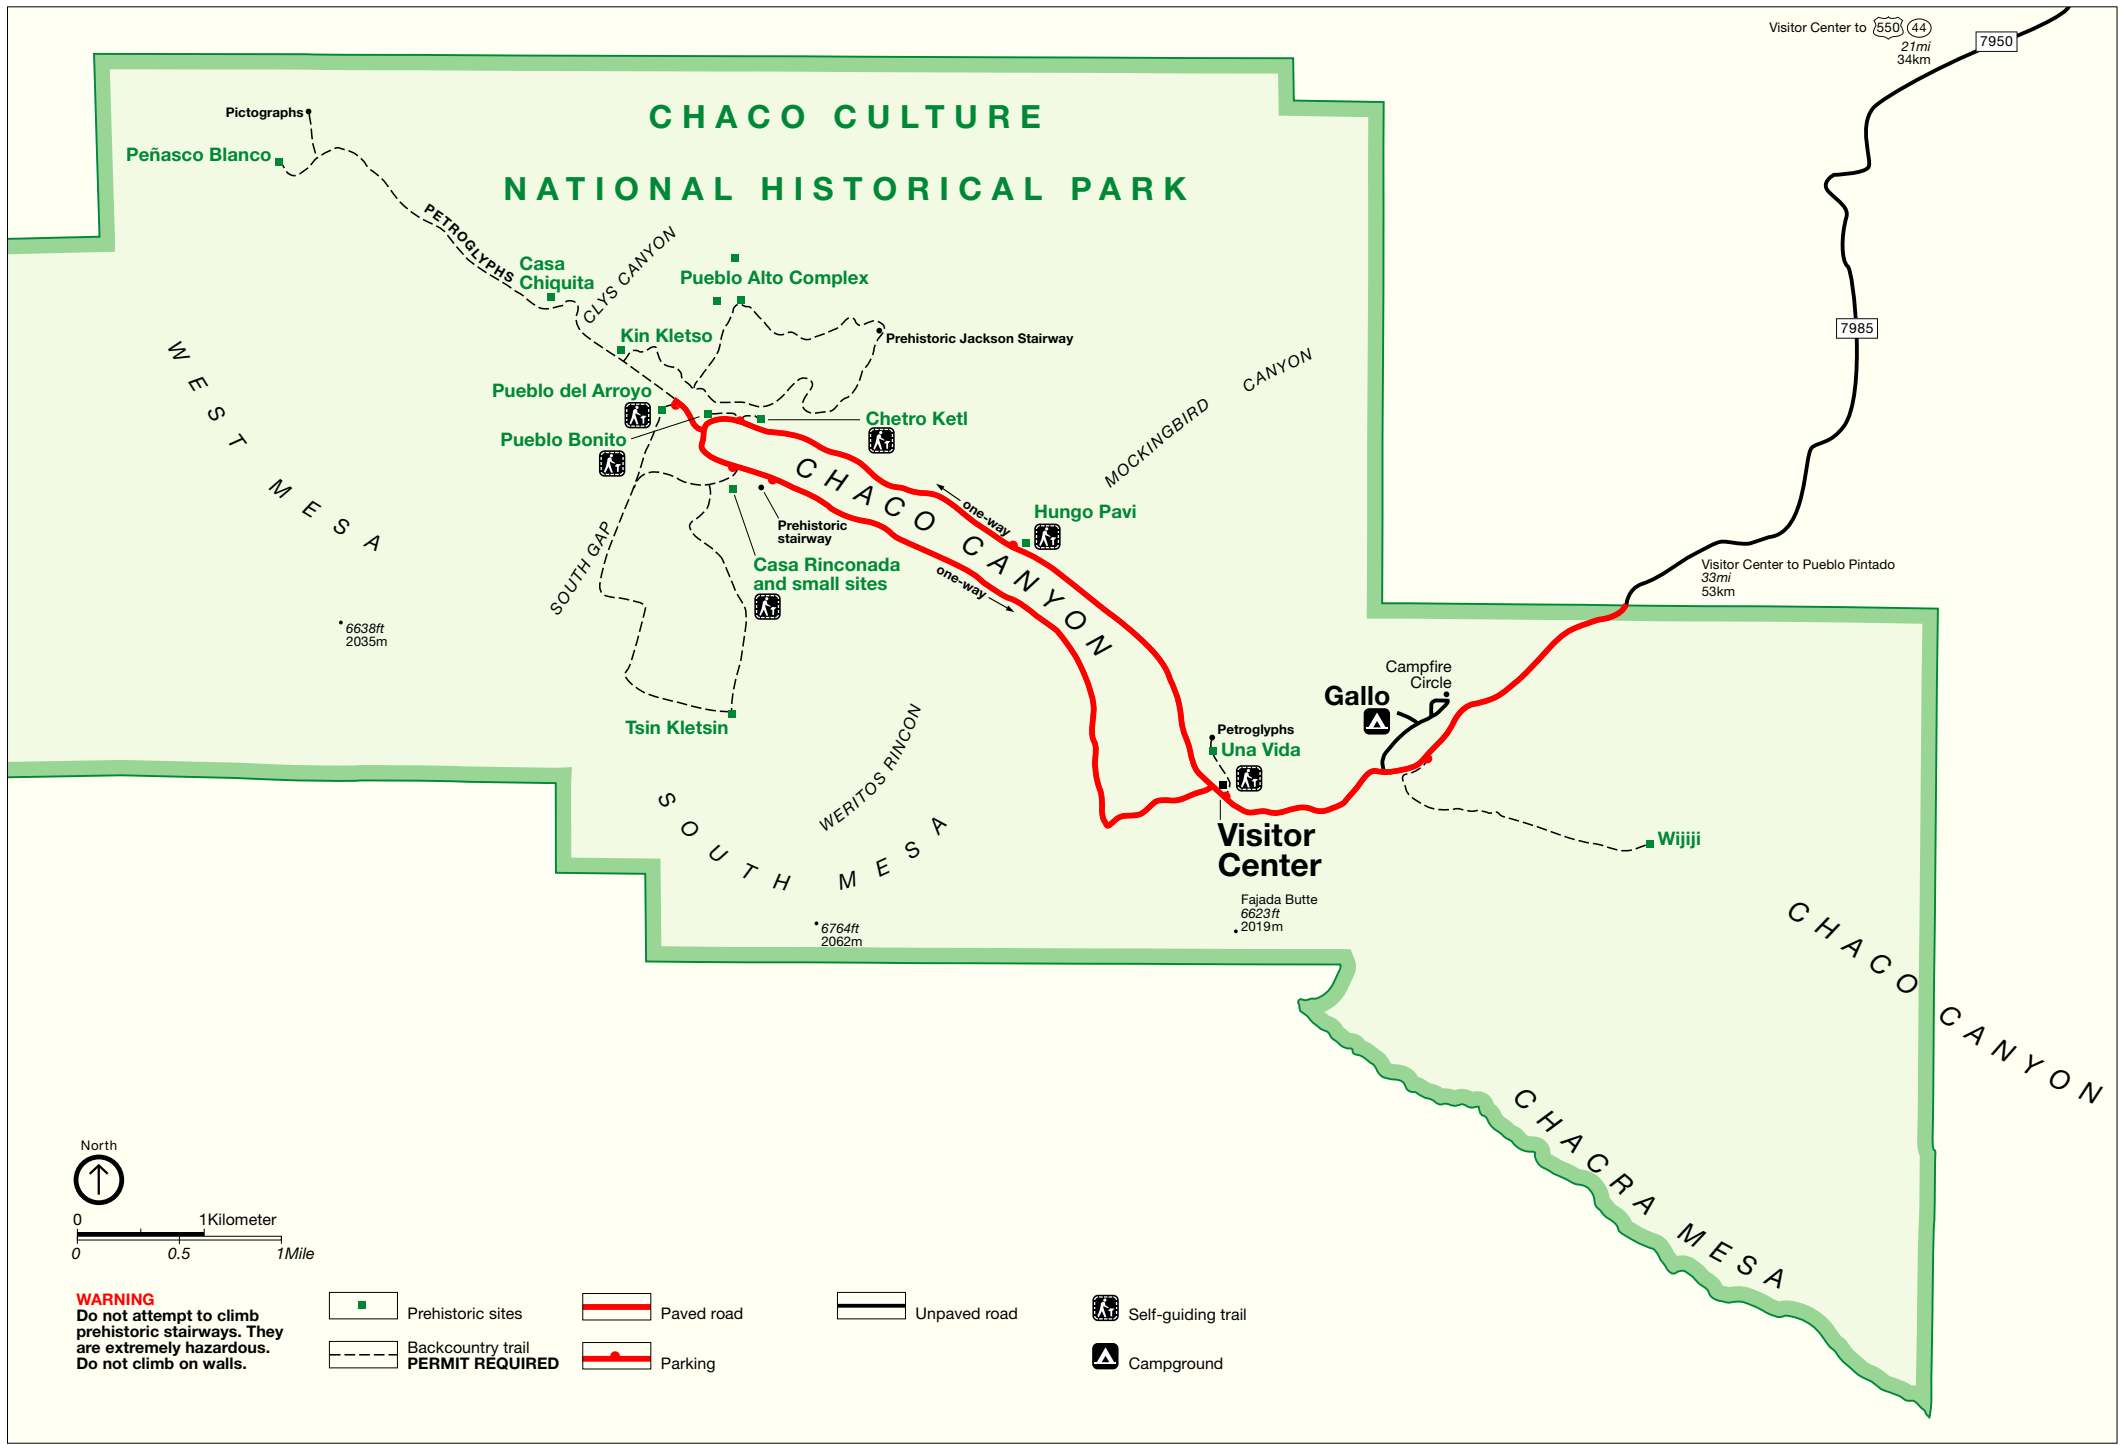 Visitor Center to 550 44
21mi
34km
7950
CHACO CULTURE
NATIONAL HISTORICAL PARK
Pictographs
Peñasco Blanco
PETROGLYPHS
Casa
Chiquita
CLYS CANYON
Pueblo Alto Complex
Kin Kletso
Prehistoric Jackson Stairway
7985
WEST MESA
Pueblo del Arroyo
Pueblo Bonito
Chetro Ketl
MOCKINGBIRD CANYON
CHACO CANYON
one-way
Hungo Pavi
Prehistoric
stairway
SOUTH GAP
Casa Rinconada
and small sites
one-way
Visitor Center to Pueblo Pintado
33mi
53km
6638ft
2035m
Campfire
Circle
Gallo
Tsin Kletsin
Petroglyphs
Una Vida
WERITOS RINCON
SOUTH MESA
Visitor
Center
Wijiji
Fajada Butte
6623ft
2019m
6764ft
2062m
CHACO CANYON
CHACRA MESA
North
0 1Kilometer
0 0.5 1Mile
WARNING
Do not attempt to climb
prehistoric stairways. They
are extremely hazardous.
Do not climb on walls.
Prehistoric sites
Backcountry trail
PERMIT REQUIRED
Paved road
Parking
Unpaved road
Self-guiding trail
Campground